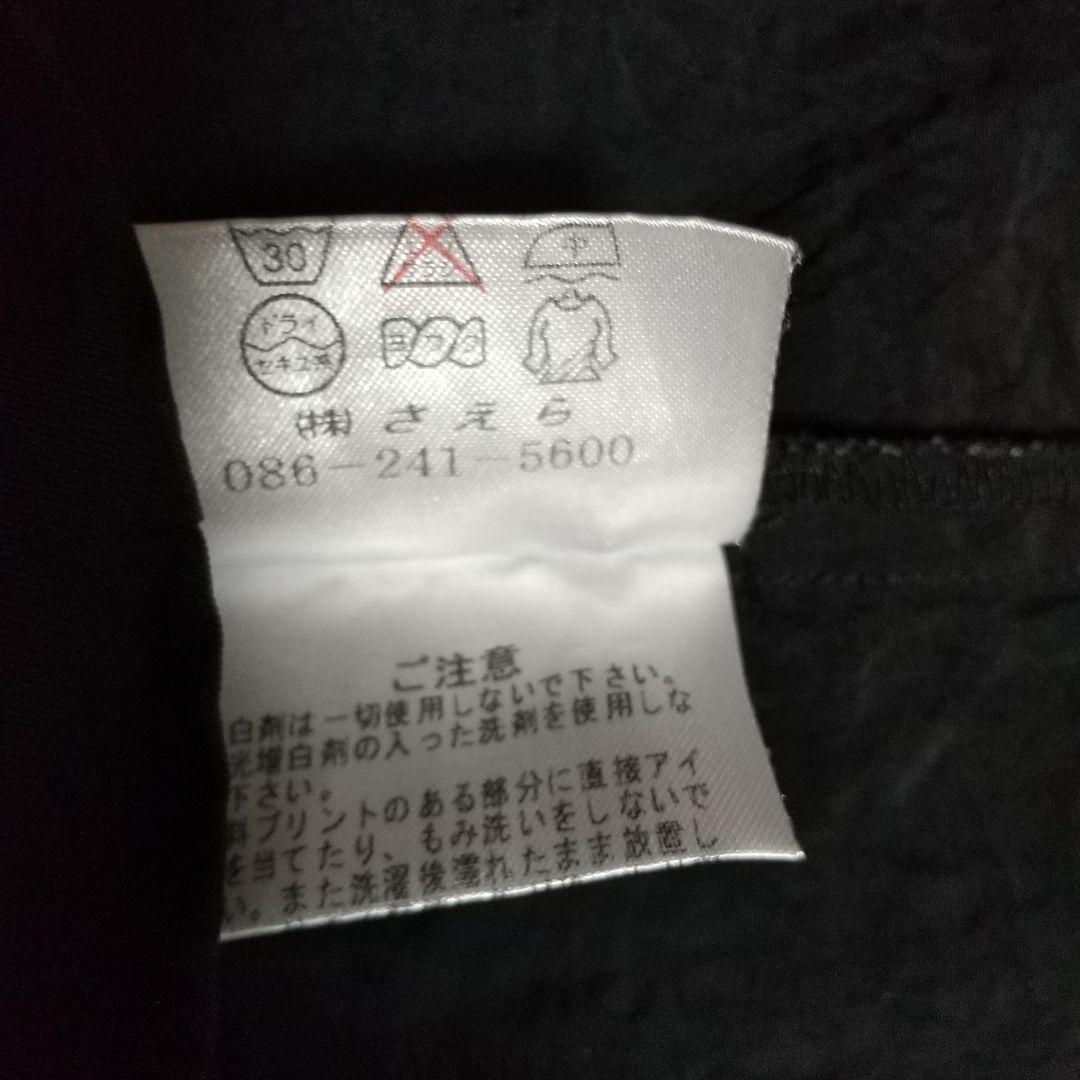 30
中
ドライ
ヨワク
セキユ系
㈱さえら
086-241-5600
ご注意
白剤は一切使用しないで下さい。
光増白剤の入った洗剤を使用しな
下さい。
料プリントのある部分に直接アイ
を当てたり、もみ洗いをしないで
い。また洗濯後濡れたまま放置し